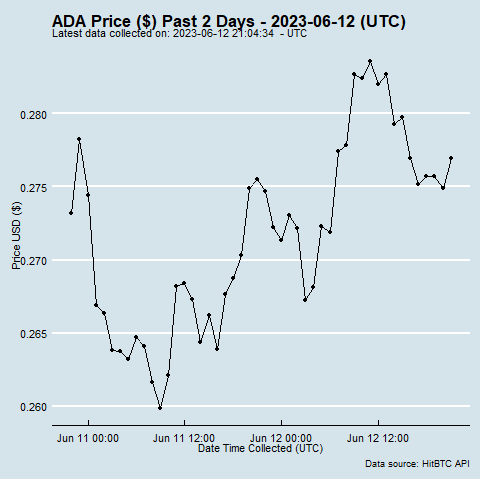 ADA Price ($) Past 2 Days - 2023-06-12 (UTC)
Latest data collected on: 2023-06-12 21:04:34  - UTC
0.280
0.275
0.270
0.265
0.260
Price USD ($)
Jun 11 00:00 Jun 11 12:00 Jun 12 00:00 Jun 12 12:00
Date Time Collected (UTC)
Data source: HitBTC API